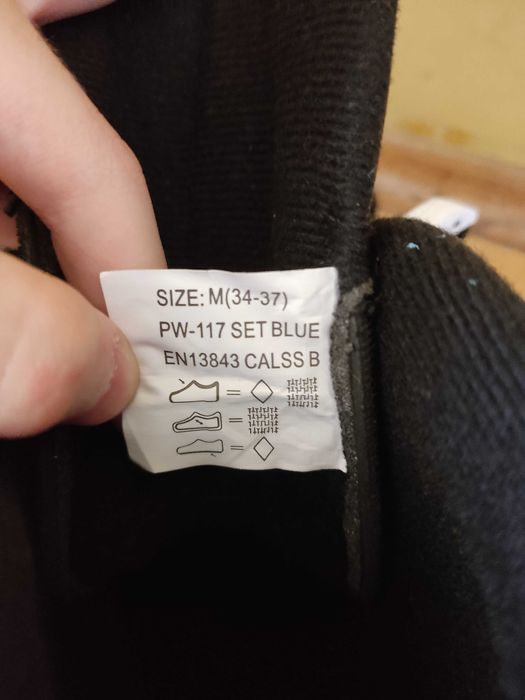 SIZE: M(34-37)
PW-117 SET BLUE
EN13843 CALSS B
=
=
=